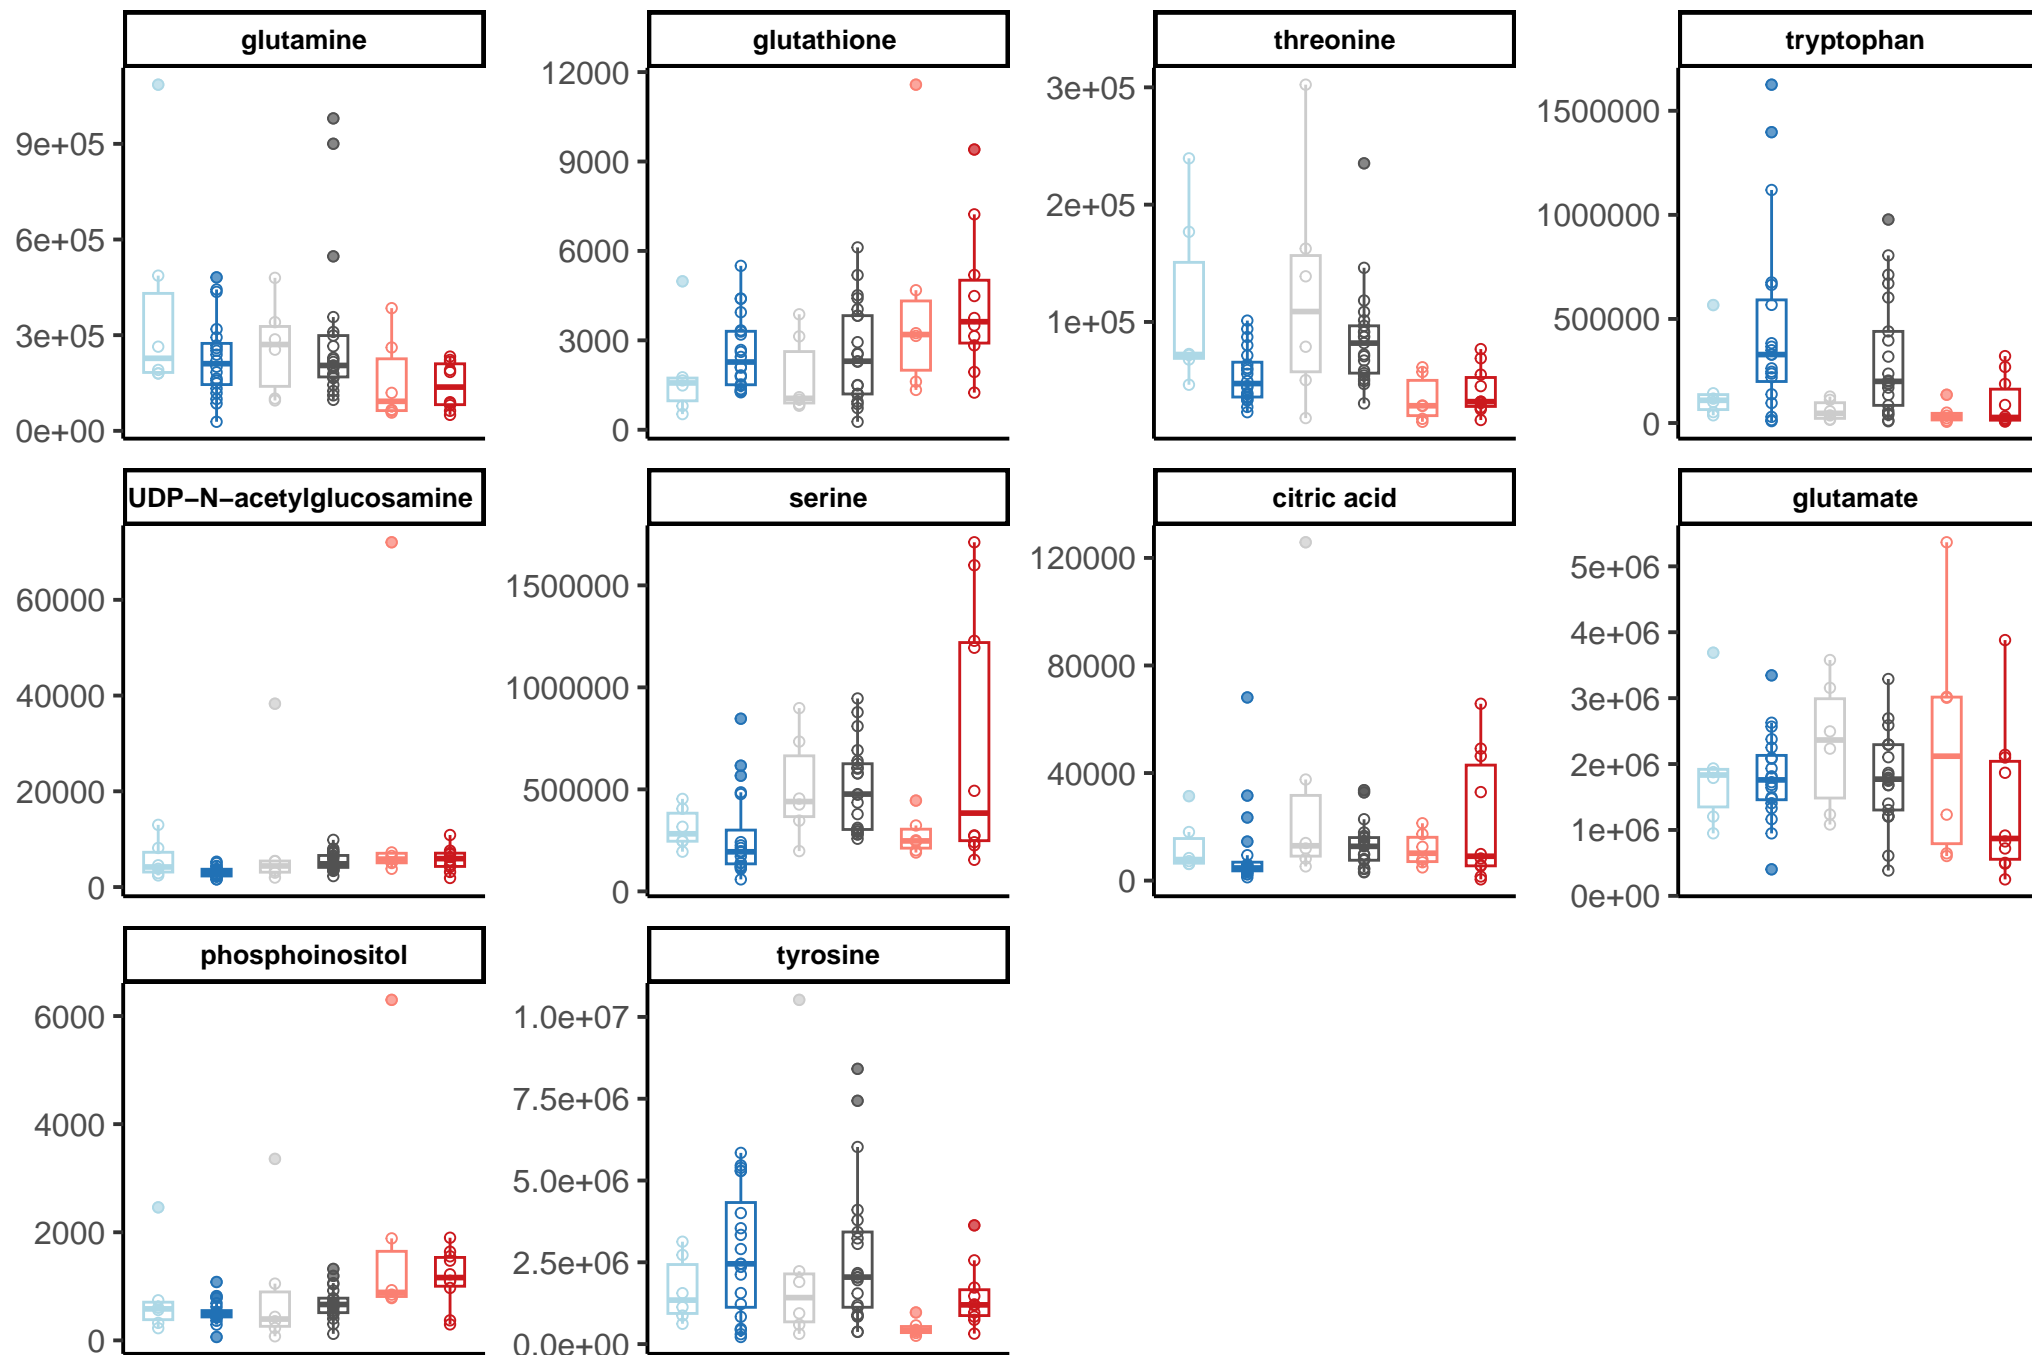 glutamine
glutathione
threonine
tryptophan
9e+05
6e+05
3e+05
0e+00
12000
9000
6000
3000
0
3e+05
2e+05
1e+05
1500000
1000000
500000
0
UDP−N−acetylglucosamine
serine
citric acid
glutamate
60000
40000
20000
0
1500000
1000000
500000
0
120000
80000
40000
0
5e+06
4e+06
3e+06
2e+06
1e+06
0e+00
phosphoinositol
tyrosine
6000
4000
2000
0
1.0e+07
7.5e+06
5.0e+06
2.5e+06
0.0e+00